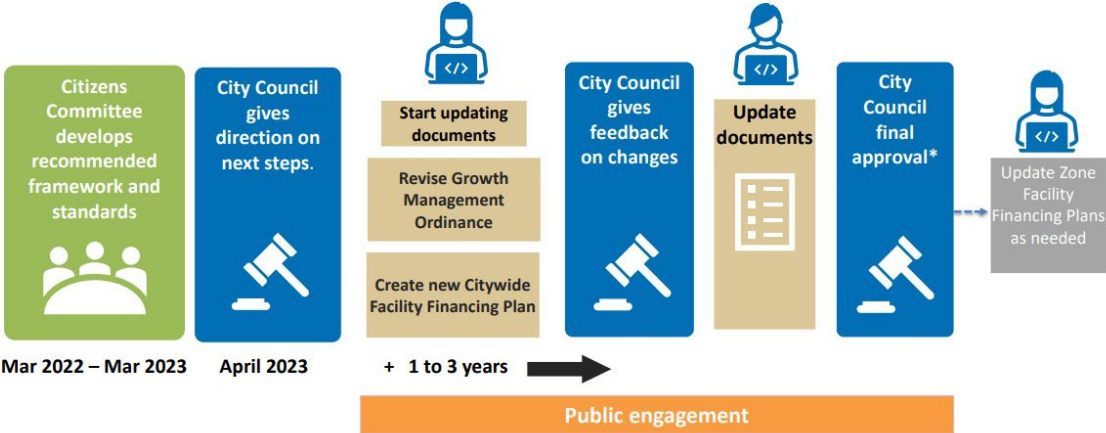 Citizens
Committee
develops
recommended
framework and
standards
City Council
gives
direction on
next steps.
</>
Start updating
documents
Revise Growth
Management
Ordinance
Create new Citywide
Facility Financing Plan
City Council
gives
feedback
on changes
</>
Update
documents
City
Council
final
approval*
</>
Update Zone
Facility
Financing Plans
as needed
Mar 2022 – Mar 2023
April 2023
+ 1 to 3 years
Public engagement